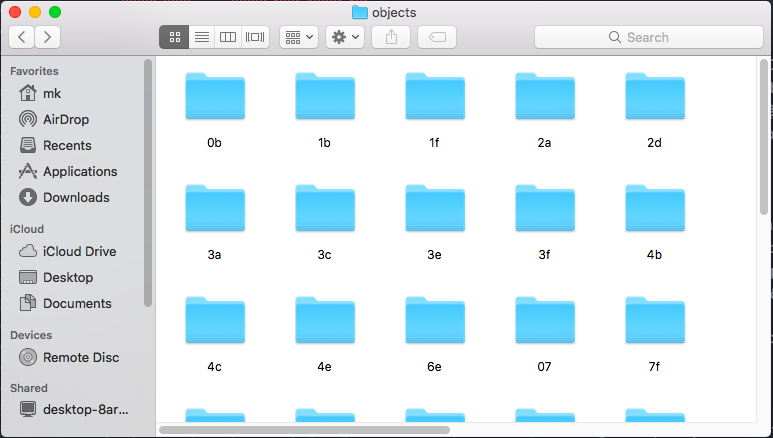 objects
Search
Favorites
mk
AirDrop
Recents
Applications
Downloads
iCloud
iCloud Drive
Desktop
Documents
Devices
Remote Disc
Shared
desktop-8ar...
0b 1b 1f 2a 2d
3a 3c 3e 3f 4b
4c 4e 6e 07 7f